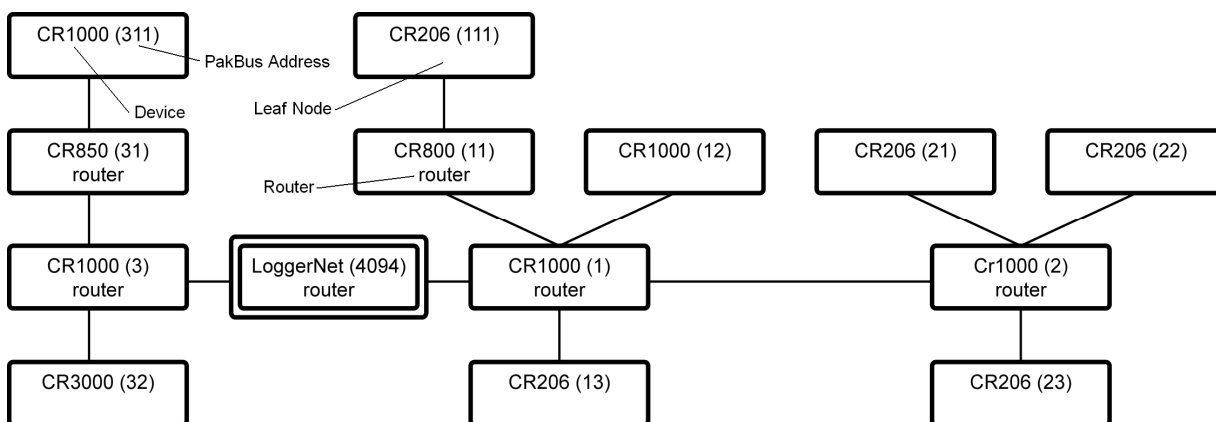 CR1000 (311)
CR206 (111)
PakBus Address
Device
Leaf Node
CR850 (31)
router
CR800 (11)
router
CR1000 (12)
CR206 (21)
CR206 (22)
Router
CR1000 (3)
router
LoggerNet (4094)
router
CR1000 (1)
router
Cr1000 (2)
router
CR3000 (32)
CR206 (13)
CR206 (23)